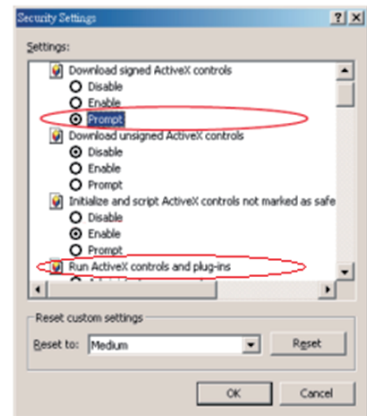 Security Settings
Settings:
Download signed ActiveX controls
Disable
Enable
Prompt
Download unsigned ActiveX controls
Disable
Enable
Prompt
Initialize and script ActiveX controls not marked as safe
Disable
Enable
Prompt
Run ActiveX controls and plug-ins
Reset custom settings
Reset to: Medium Reset
OK Cancel